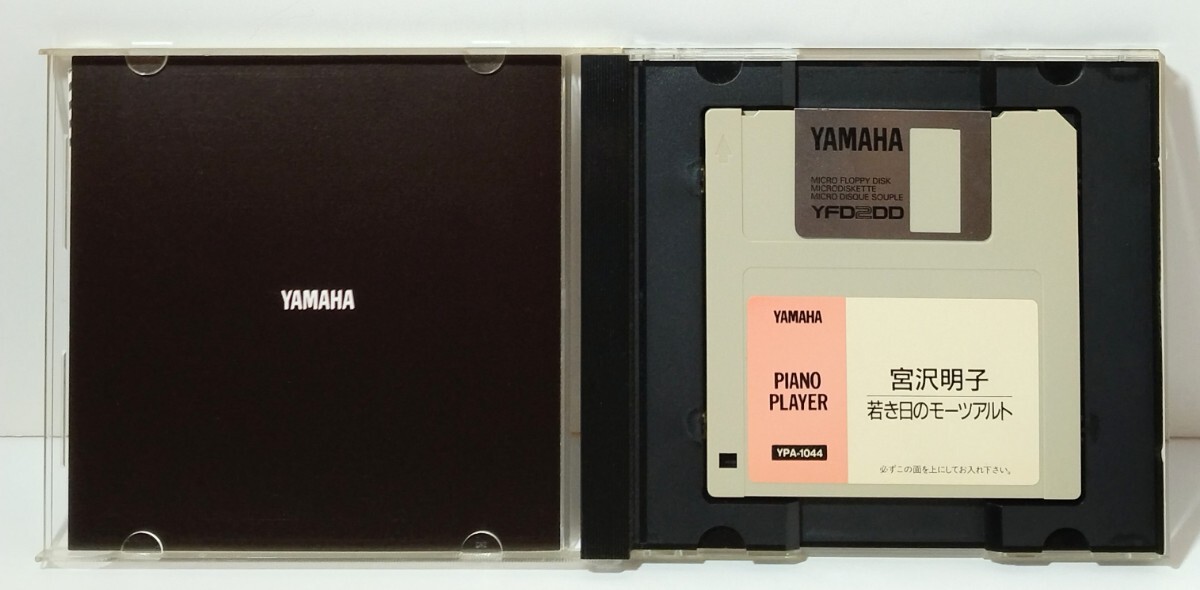 YAMAHA
YAMAHA
MICRO FLOPPY DISK
MICRODISKETTE
MICRO DISQUE SOUPLE
YFD2DD
YAMAHA
PIANO
PLAYER
YPA-1044
宮沢明子
若き日のモーツアルト
必ずこの面を上にしてお入れ下さい。